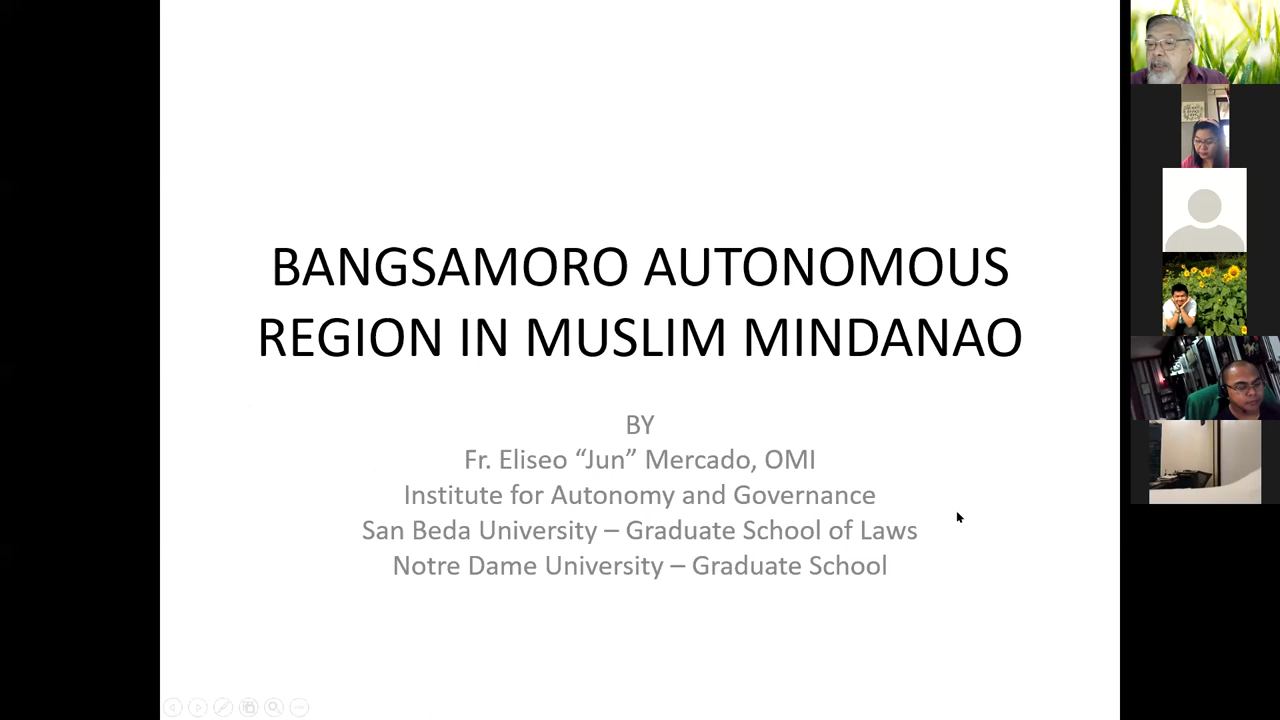 BANGSAMORO AUTONOMOUS
REGION IN MUSLIM MINDANAO
BY
Fr. Eliseo “Jun” Mercado, OMI
Institute for Autonomy and Governance
San Beda University – Graduate School of Laws
Notre Dame University – Graduate School